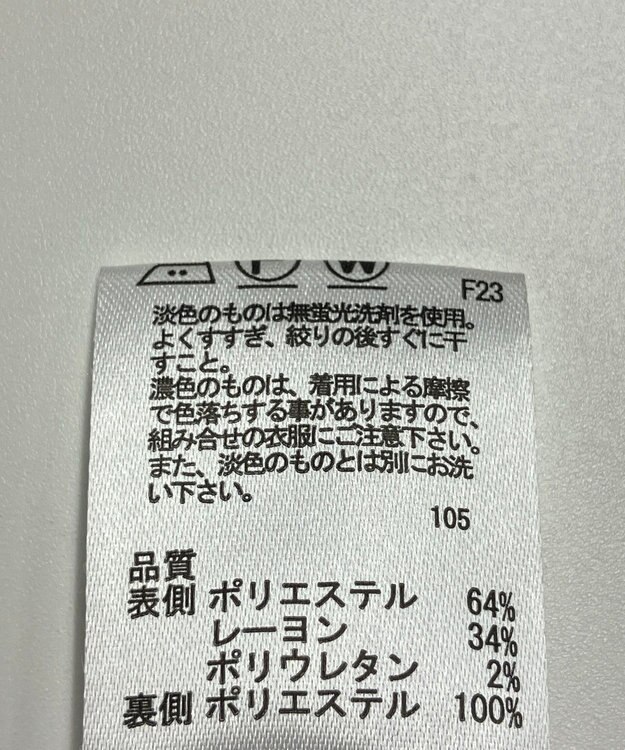 P W
F23
淡色のものは無蛍光洗剤を使用。
よくすすぎ、絞りの後すぐに干
すこと。
濃色のものは、着用による摩擦
で色落ちする事がありますので、
組み合せの衣服にご注意下さい。
また、淡色のものとは別にお洗
い下さい。
105
品質
表側 ポリエステル 64%
レーヨン 34%
ポリウレタン 2%
裏側 ポリエステル 100%